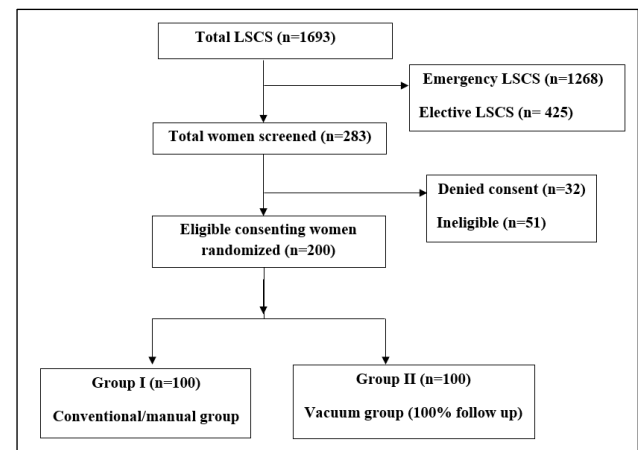 Total LSCS (n=1693)
Emergency LSCS (n=1268)
Elective LSCS (n= 425)
Total women screened (n=283)
Denied consent (n=32)
Ineligible (n=51)
Eligible consenting women
randomized (n=200)
Group I (n=100)
Conventional/manual group
Group II (n=100)
Vacuum group (100% follow up)